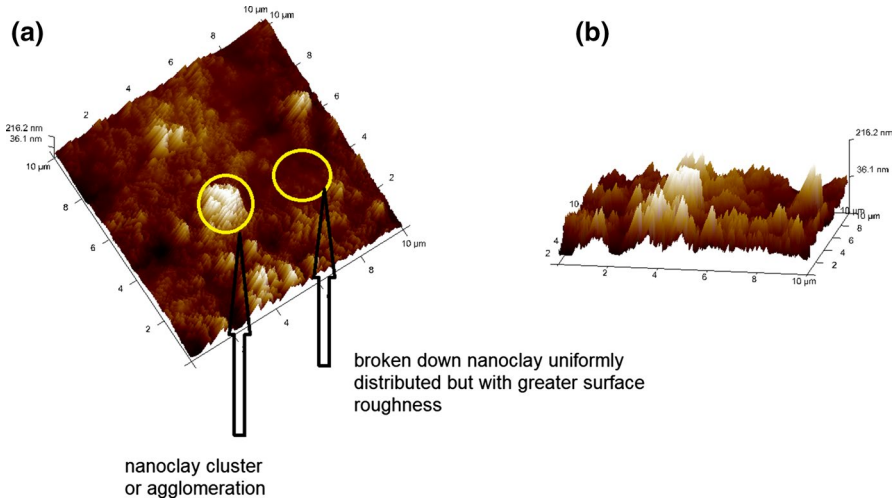 (a)
10 µm
10 µm
8
8
6
6
4
4
2
2
216.2 nm
36.1 nm
10 µm
8
6
4
2
10 µm
8
6
4
broken down nanoclay uniformly
distributed but with greater surface
roughness
nanoclay cluster
or agglomeration
(b)
216.2 nm
36.1 nm
10
10 µm
8
8
6
6
4
4
2
2
2
4
6
8
10 µm